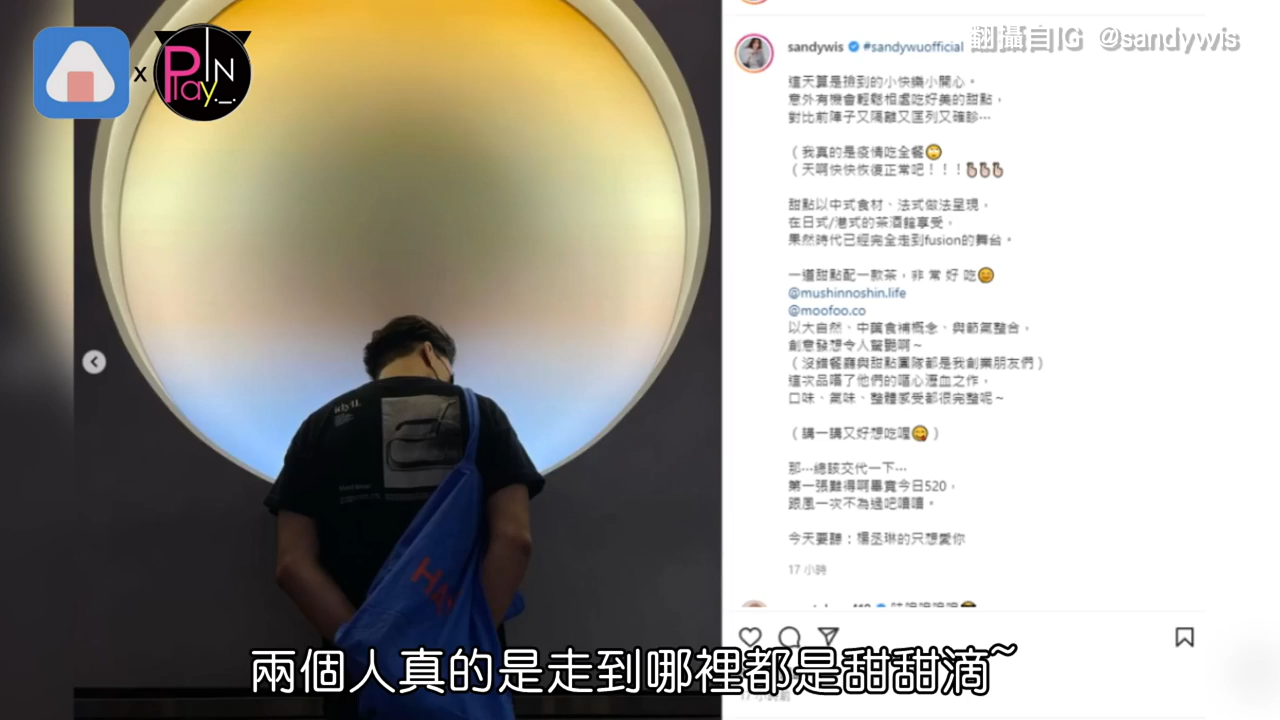 x
PlayIN
翻攝自IG @sandywis
sandywis #sandywuofficial
這天算是撿到的小快樂小開心。
意外有機會輕鬆相處吃好美的甜點，
對比前陣子又隔離又匡列又確診…
（我真的是疫情吃全餐🙄
（天啊快快恢復正常吧！！！🤞🏻🤞🏻🤞🏻
甜點以中式食材、法式做法呈現，
在日式/港式的茶酒館享受，
果然時代已經完全走到fusion的舞台。
一道甜點配一款茶，非 常 好 吃😊
@mushinnoshin.life
@moofoo.co
以大自然、中藥食補概念、與節氣整合，
創意發想令人驚艷啊～
（沒錯餐廳與甜點團隊都是我創業朋友們）
這次品嚐了他們的嘔心瀝血之作，
口味、氣味、整體感受都很完整呢～
（講一講又好想吃喔😋）
那…總該交代一下…
第一張難得啊畢竟今日520，
跟風一次不為過吧嘻嘻。
今天要聽：楊丞琳的只想愛你
17 小時
idyll.
HAY
兩個人真的是走到哪裡都是甜甜滴~